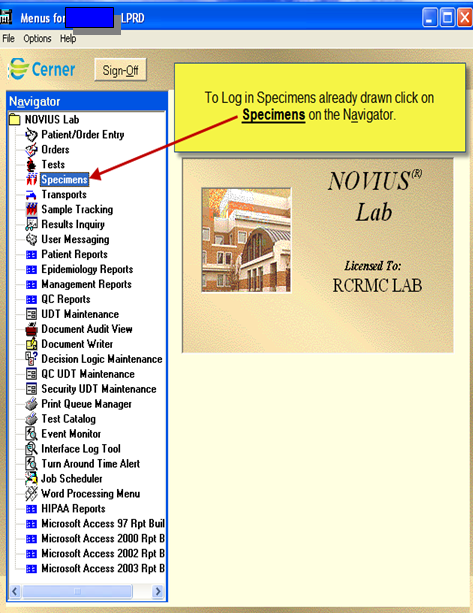 Menus for LPRD
File Options Help
Cerner
Sign-Off
To Log in Specimens already drawn click on
Specimens on the Navigator.
Navigator
NOVIUS Lab
Patient/Order Entry
Orders
Tests
Specimens
Transports
Sample Tracking
Results Inquiry
User Messaging
Patient Reports
Epidemiology Reports
Management Reports
QC Reports
UDT Maintenance
Document Audit View
Document Writer
Decision Logic Maintenance
QC UDT Maintenance
Security UDT Maintenance
Print Queue Manager
Test Catalog
Event Monitor
Interface Log Tool
Turn Around Time Alert
Job Scheduler
Word Processing Menu
HIPAA Reports
Microsoft Access 97 Rpt Buil
Microsoft Access 2000 Rpt B
Microsoft Access 2002 Rpt B
Microsoft Access 2003 Rpt B
NOVIUS(R)
Lab
Licensed To:
RCRMC LAB